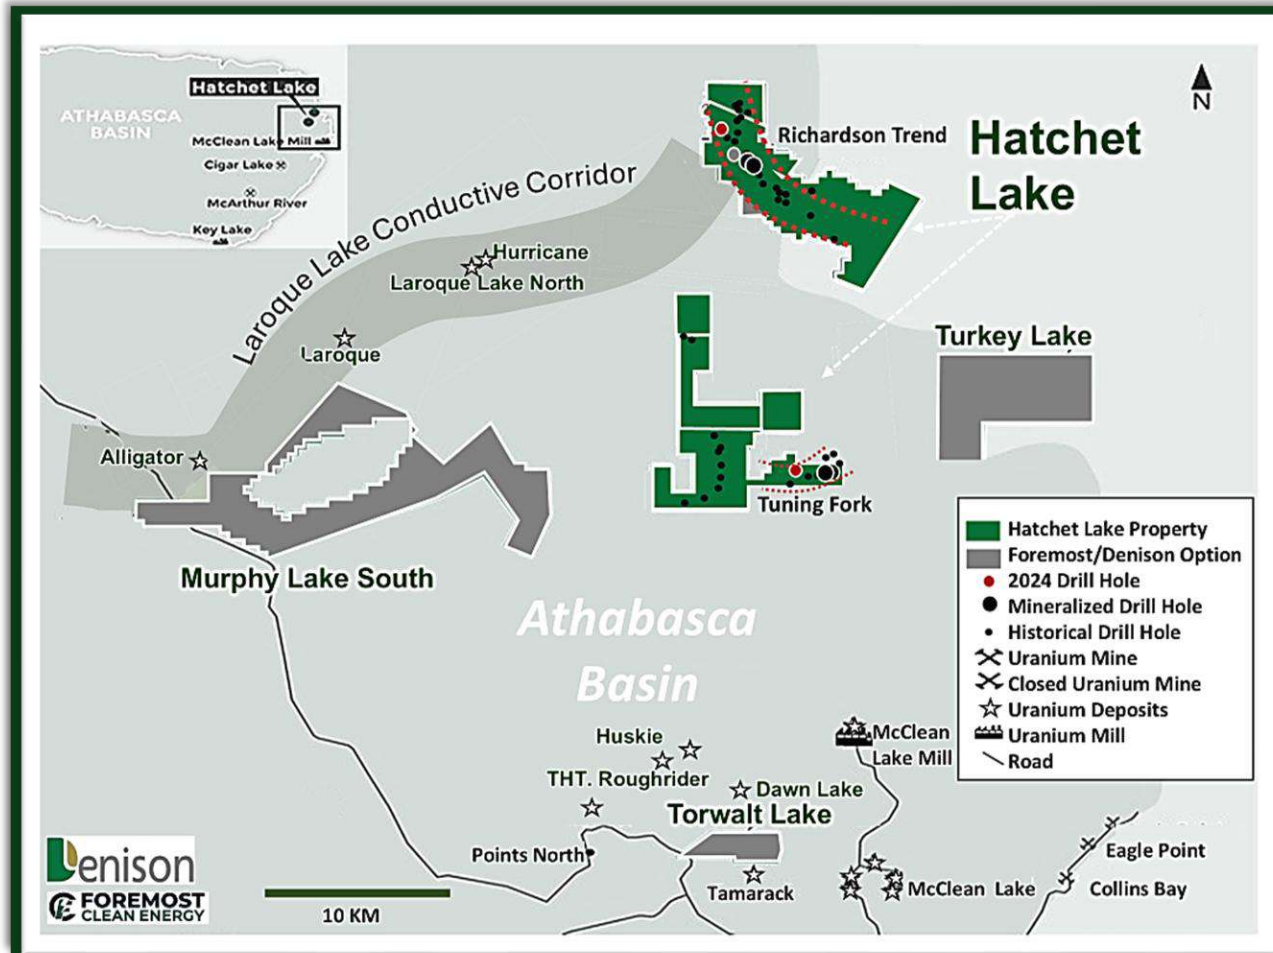 Hatchet Lake
ATHABASCA
BASIN
McClean Lake Mill
Cigar Lake
McArthur River
Key Lake
N
Richardson Trend
Hatchet
Lake
Laroque Lake Conductive Corridor
Hurricane
Laroque Lake North
Laroque
Turkey Lake
Alligator
Tuning Fork
Murphy Lake South
Athabasca
Basin
Hatchet Lake Property
Foremost/Denison Option
2024 Drill Hole
Mineralized Drill Hole
Historical Drill Hole
Uranium Mine
Closed Uranium Mine
Uranium Deposits
Uranium Mill
Road
Huskie
THT. Roughrider
McClean
Lake Mill
Dawn Lake
Torwalt Lake
Points North
Tamarack
McClean Lake
Eagle Point
Collins Bay
Denison
FOREMOST
CLEAN ENERGY
10 KM